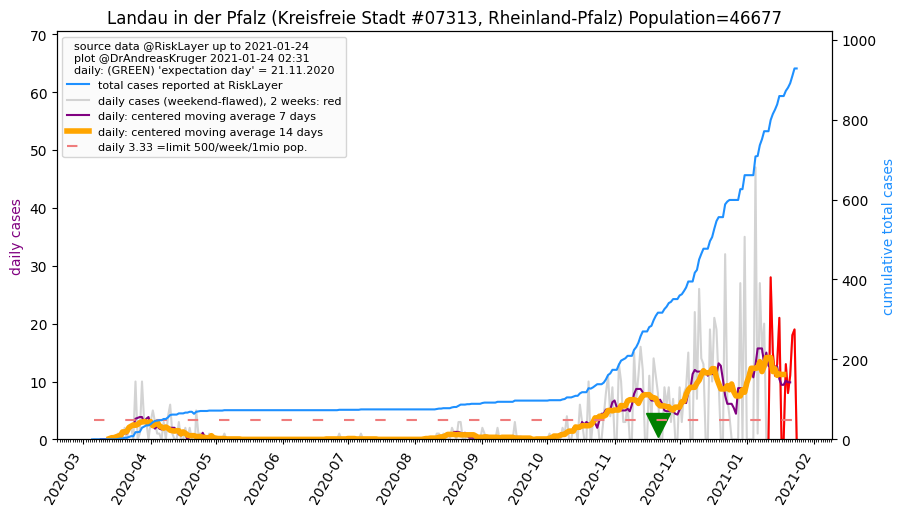 Landau in der Pfalz (Kreisfreie Stadt #07313, Rheinland-Pfalz) Population=46677
source data @RiskLayer up to 2021-01-24
plot @DrAndreasKruger 2021-01-24 02:31
daily: (GREEN) 'expectation day' = 21.11.2020
total cases reported at RiskLayer
daily cases (weekend-flawed), 2 weeks: red
daily: centered moving average 7 days
daily: centered moving average 14 days
daily 3.33 =limit 500/week/1mio pop.
daily cases
70
60
50
40
30
20
10
0
cumulative total cases
1000
800
600
400
200
0
2020-03
2020-04
2020-05
2020-06
2020-07
2020-08
2020-09
2020-10
2020-11
2020-12
2021-01
2021-02